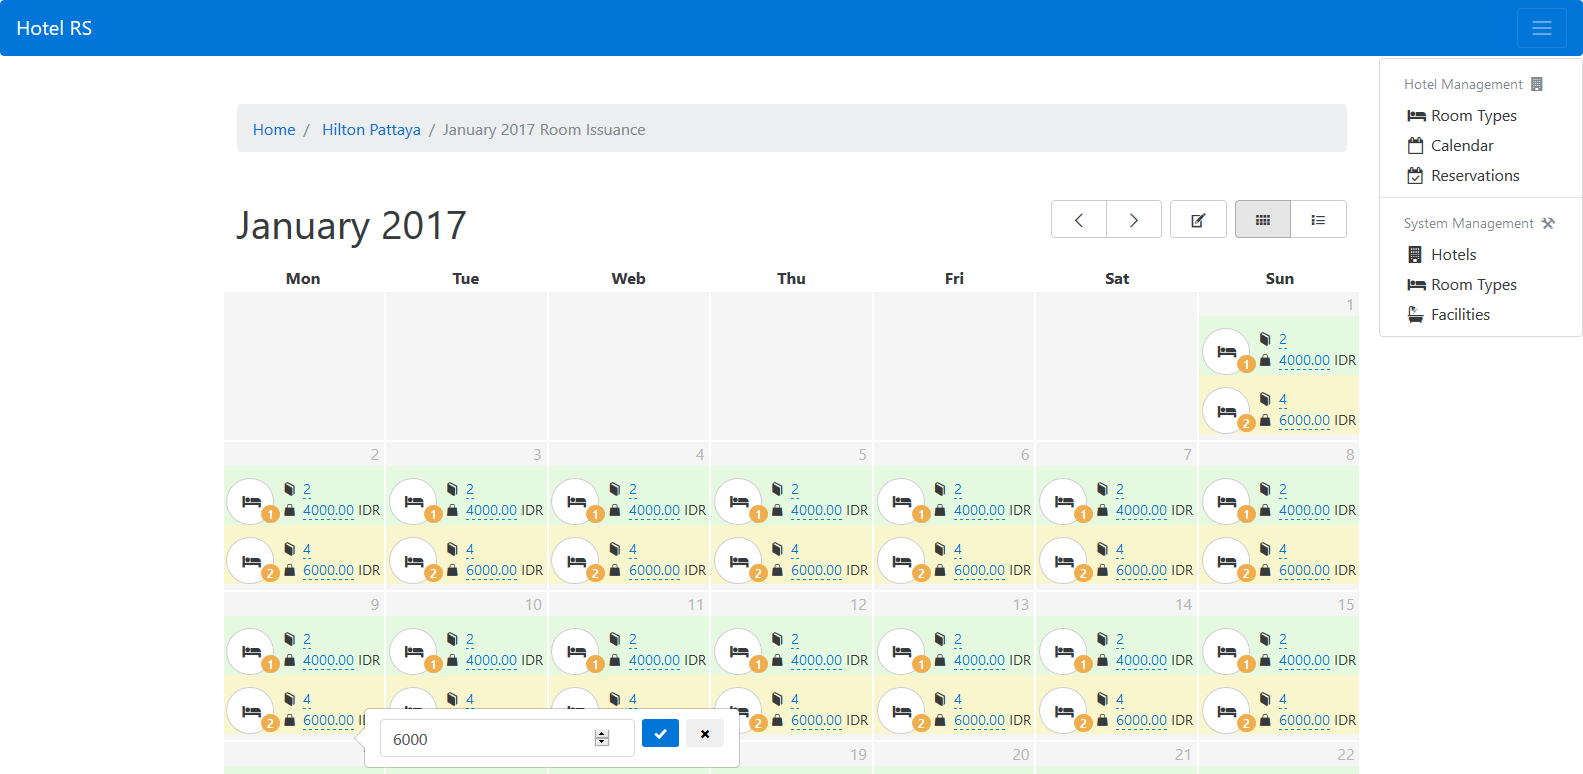 Hotel RS
Hotel Management
Room Types
Calendar
Reservations
System Management
Hotels
Room Types
Facilities
Home / Hilton Pattaya / January 2017 Room Issuance
January 2017
Mon Tue Web Thu Fri Sat Sun
1
2
1 4000.00 IDR
4
2 6000.00 IDR
2 3 4 5 6 7 8
2 2 2 2 2 2 2
1 4000.00 IDR 1 4000.00 IDR 1 4000.00 IDR 1 4000.00 IDR 1 4000.00 IDR 1 4000.00 IDR 1 4000.00 IDR
4 4 4 4 4 4 4
2 6000.00 IDR 2 6000.00 IDR 2 6000.00 IDR 2 6000.00 IDR 2 6000.00 IDR 2 6000.00 IDR 2 6000.00 IDR
9 10 11 12 13 14 15
2 2 2 2 2 2 2
1 4000.00 IDR 1 4000.00 IDR 1 4000.00 IDR 1 4000.00 IDR 1 4000.00 IDR 1 4000.00 IDR 1 4000.00 IDR
4 4 4 4 4 4 4
2 6000.00 2 6000.00 IDR 2 6000.00 IDR 2 6000.00 IDR 2 6000.00 IDR
6000
19 20 21 22